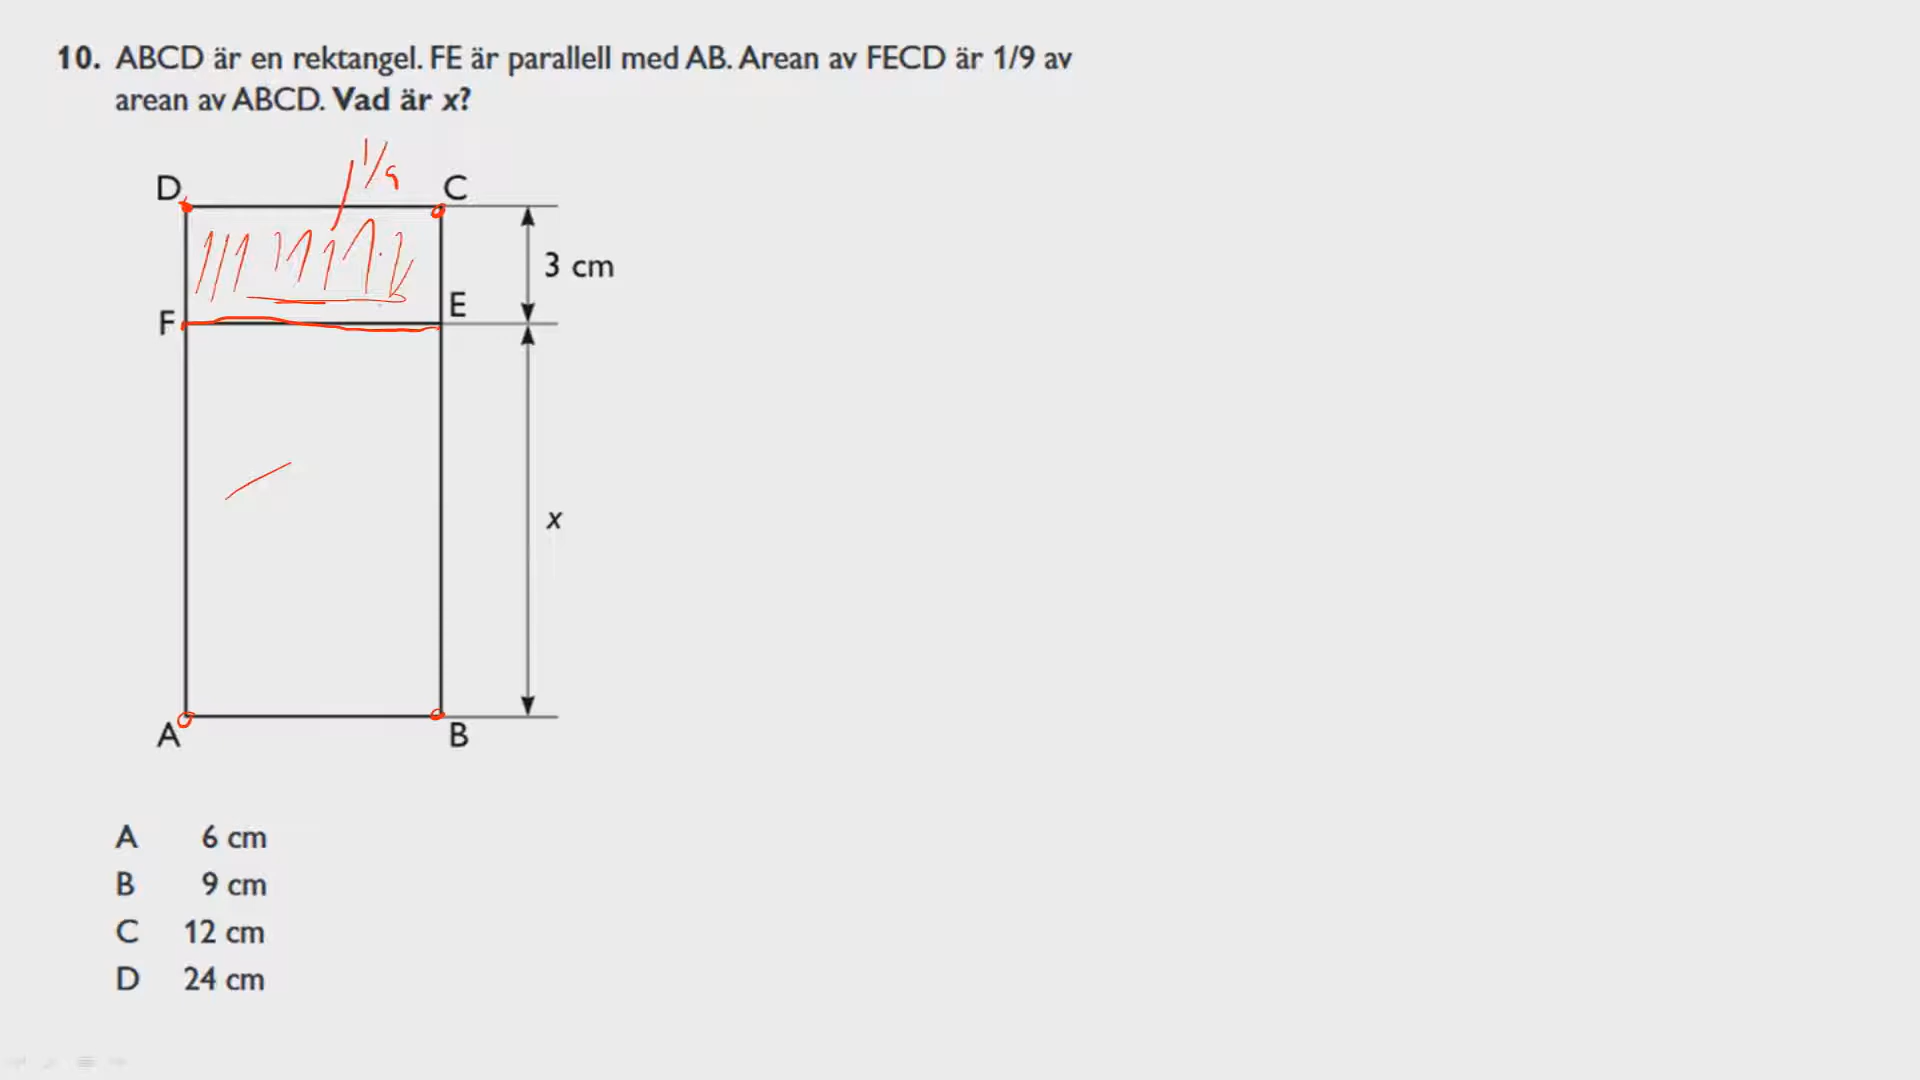 10. ABCD är en rektangel. FE är parallell med AB. Arean av FECD är 1/9 av
arean av ABCD. Vad är x?
1/9
D
C
3 cm
E
F
x
A
B
A 6 cm
B 9 cm
C 12 cm
D 24 cm